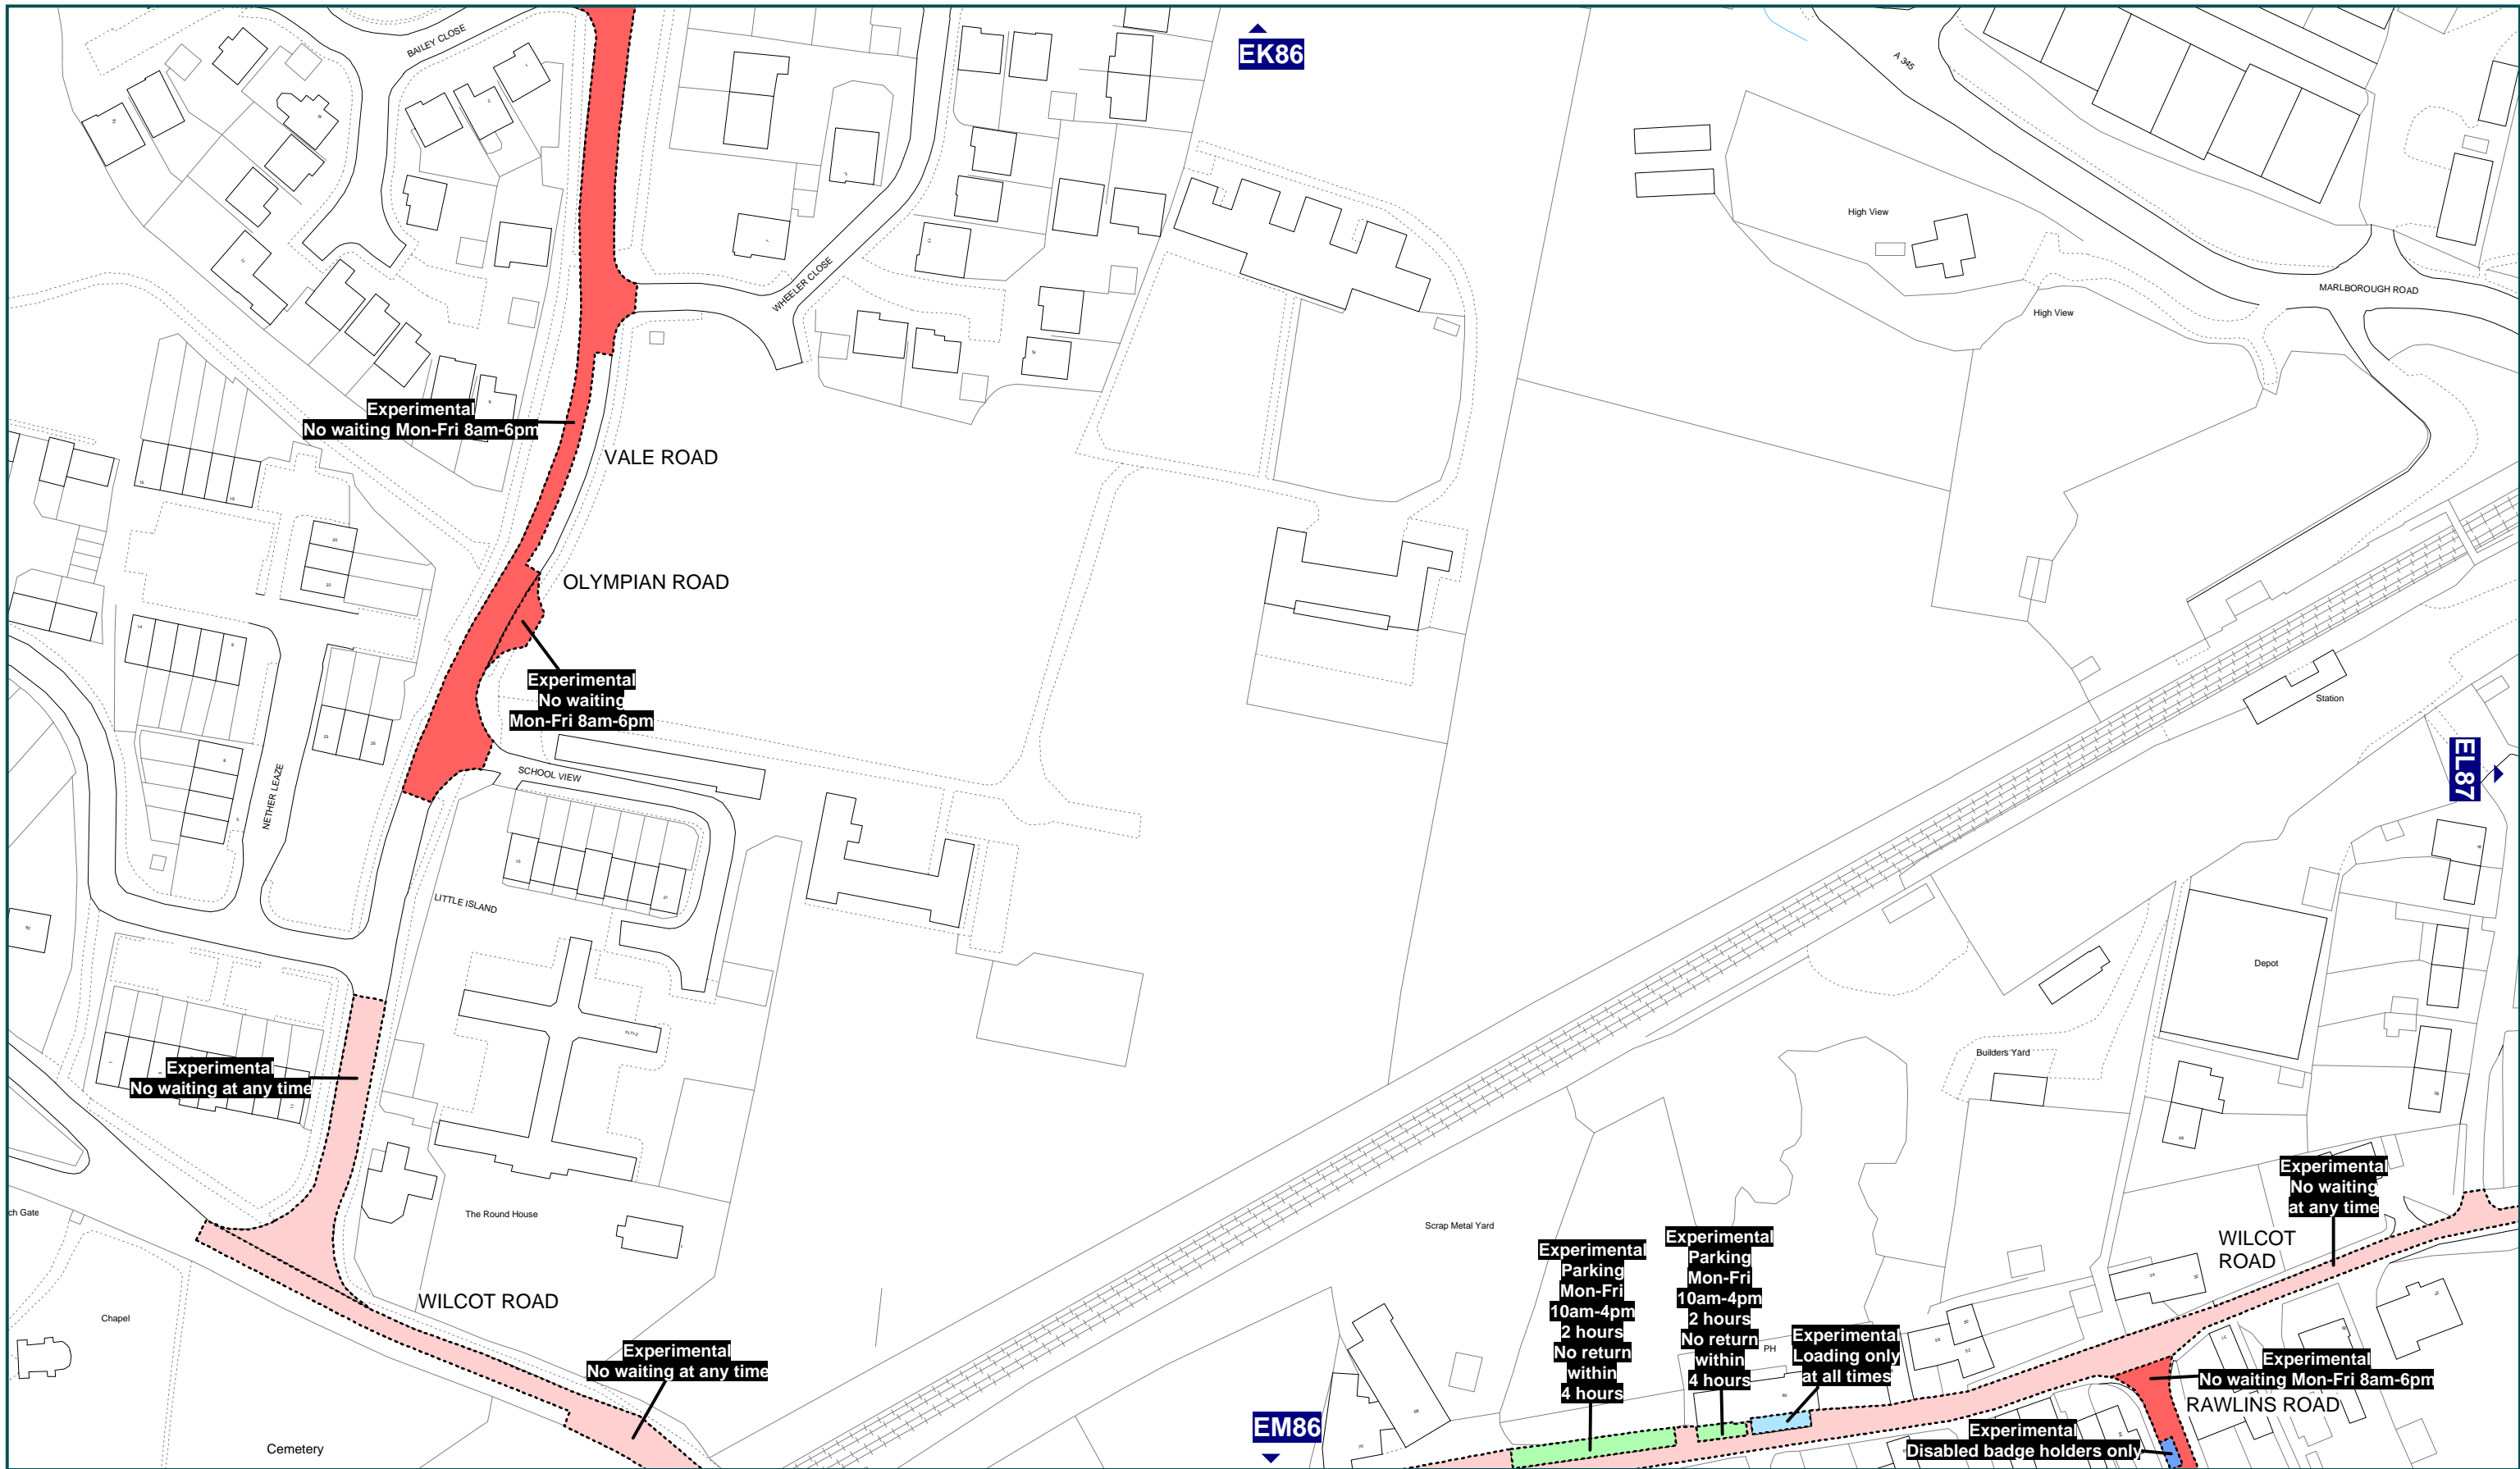 BAILEY CLOSE
EK86
A 345
High View
High View
MARLBOROUGH ROAD
WHEELER CLOSE
Experimental
No waiting Mon-Fri 8am-6pm
VALE ROAD
OLYMPIAN ROAD
Experimental
No waiting
Mon-Fri 8am-6pm
Station
EL87
SCHOOL VIEW
NETHER LEAZE
LITTLE ISLAND
Depot
Builders Yard
Experimental
No waiting at any time
ch Gate
The Round House
Scrap Metal Yard
Experimental
No waiting
at any time
WILCOT
ROAD
Experimental
Parking
Mon-Fri
10am-4pm
2 hours
No return
within
4 hours
Experimental
Parking
Mon-Fri
10am-4pm
2 hours
No return
within
4 hours
PH
Experimental
Loading only
at all times
WILCOT ROAD
Chapel
Experimental
No waiting at any time
Experimental
No waiting Mon-Fri 8am-6pm
RAWLINS ROAD
EM86
Experimental
Disabled badge holders only
Cemetery